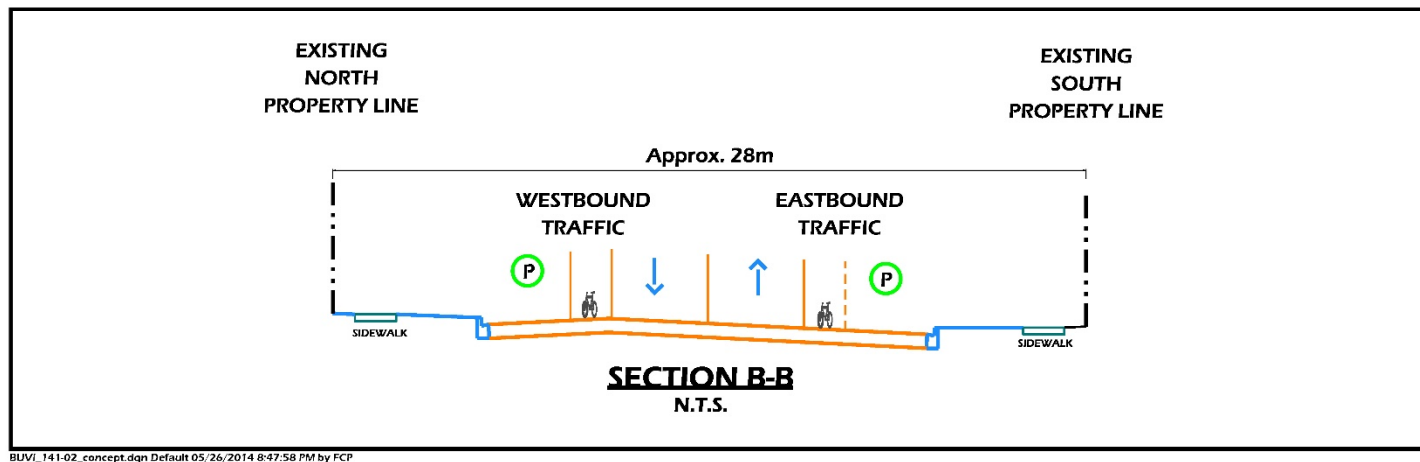 EXISTING
NORTH
PROPERTY LINE
EXISTING
SOUTH
PROPERTY LINE
Approx. 28m
WESTBOUND
TRAFFIC
EASTBOUND
TRAFFIC
P
P
SIDEWALK
SIDEWALK
SECTION B-B
N.T.S.
BUVi_141-02_concept.dgn Default 05/26/2014 8:47:58 PM by FCP